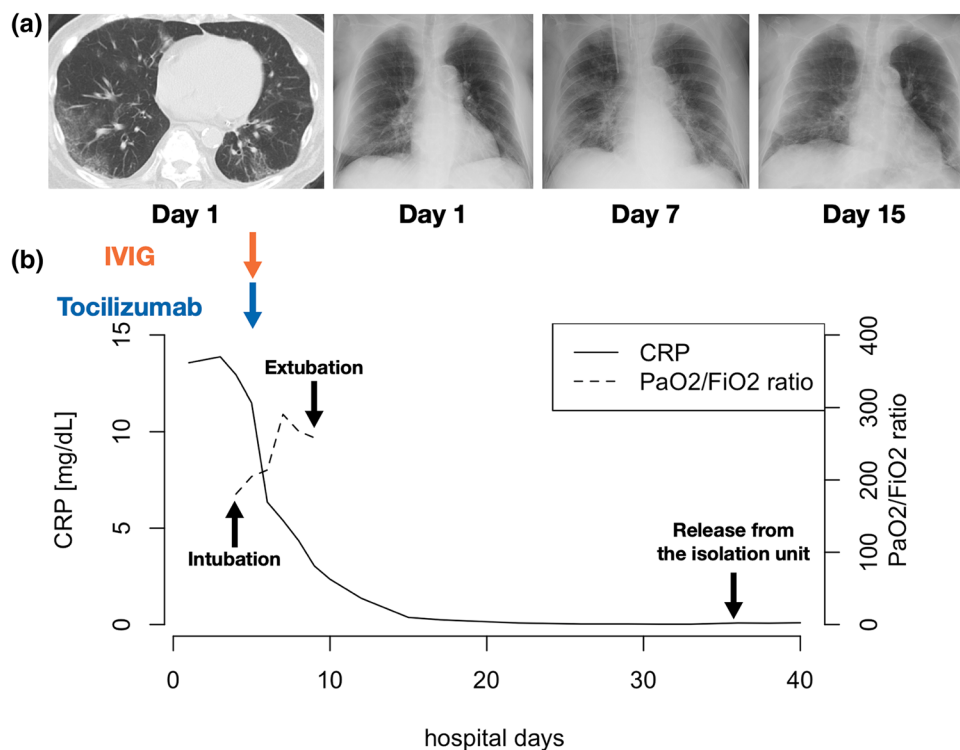 (a)
Day 1
Day 1
Day 7
Day 15
(b)
IVIG
Tocilizumab
CRP [mg/dL]
15
10
5
0
Extubation
Intubation
CRP
PaO2/FiO2 ratio
Release from
the isolation unit
400
300
200
100
0
PaO2/FiO2 ratio
0
10
20
30
40
hospital days